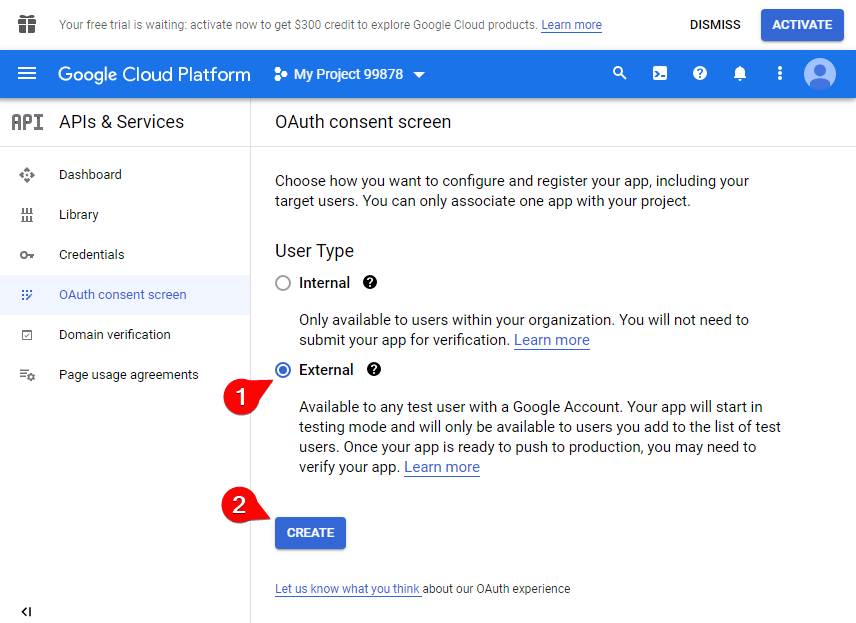 Your free trial is waiting: activate now to get $300 credit to explore Google Cloud products. Learn more
DISMISS
ACTIVATE
Google Cloud Platform
My Project 99878
API
APIs & Services
OAuth consent screen
Dashboard
Library
Credentials
OAuth consent screen
Domain verification
Page usage agreements
Choose how you want to configure and register your app, including your
target users. You can only associate one app with your project.
User Type
Internal
Only available to users within your organization. You will not need to
submit your app for verification. Learn more
1
External
Available to any test user with a Google Account. Your app will start in
testing mode and will only be available to users you add to the list of test
users. Once your app is ready to push to production, you may need to
verify your app. Learn more
2
CREATE
Let us know what you think about our OAuth experience